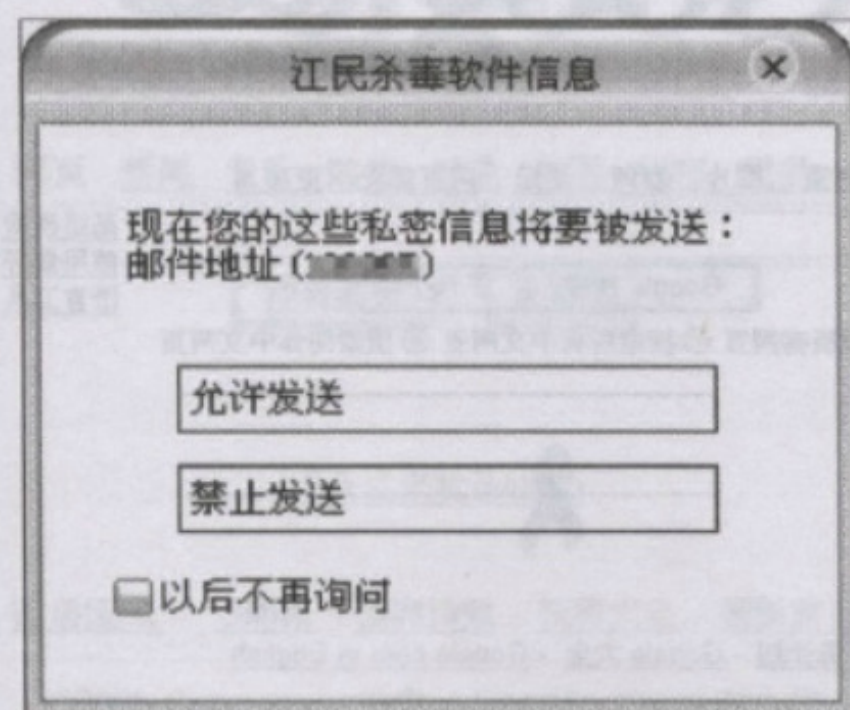 江民杀毒软件信息
现在您的这些私密信息将要被发送：
邮件地址()
允许发送
禁止发送
以后不再询问